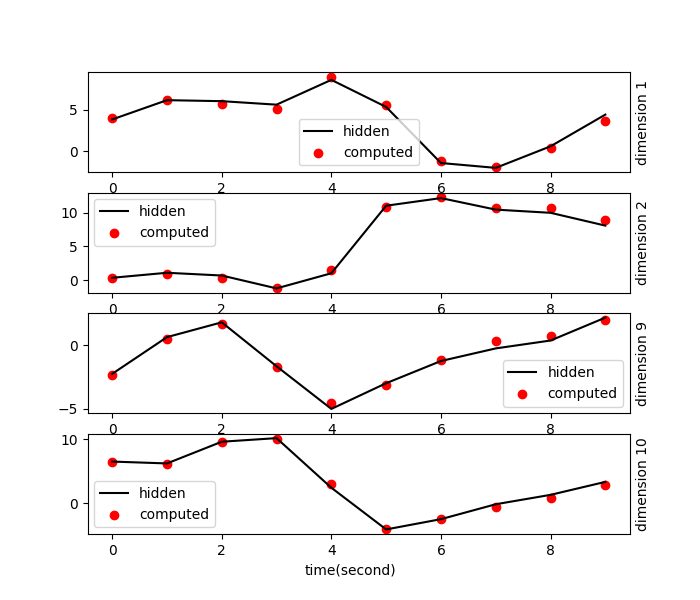 5
0
hidden
computed
dimension 1
0 2 4 6 8
10
5
0
hidden
computed
dimension 2
0 2 4 6 8
0
−5
hidden
computed
dimension 9
0 2 4 6 8
10
0
hidden
computed
dimension 10
0 2 4 6 8
time(second)